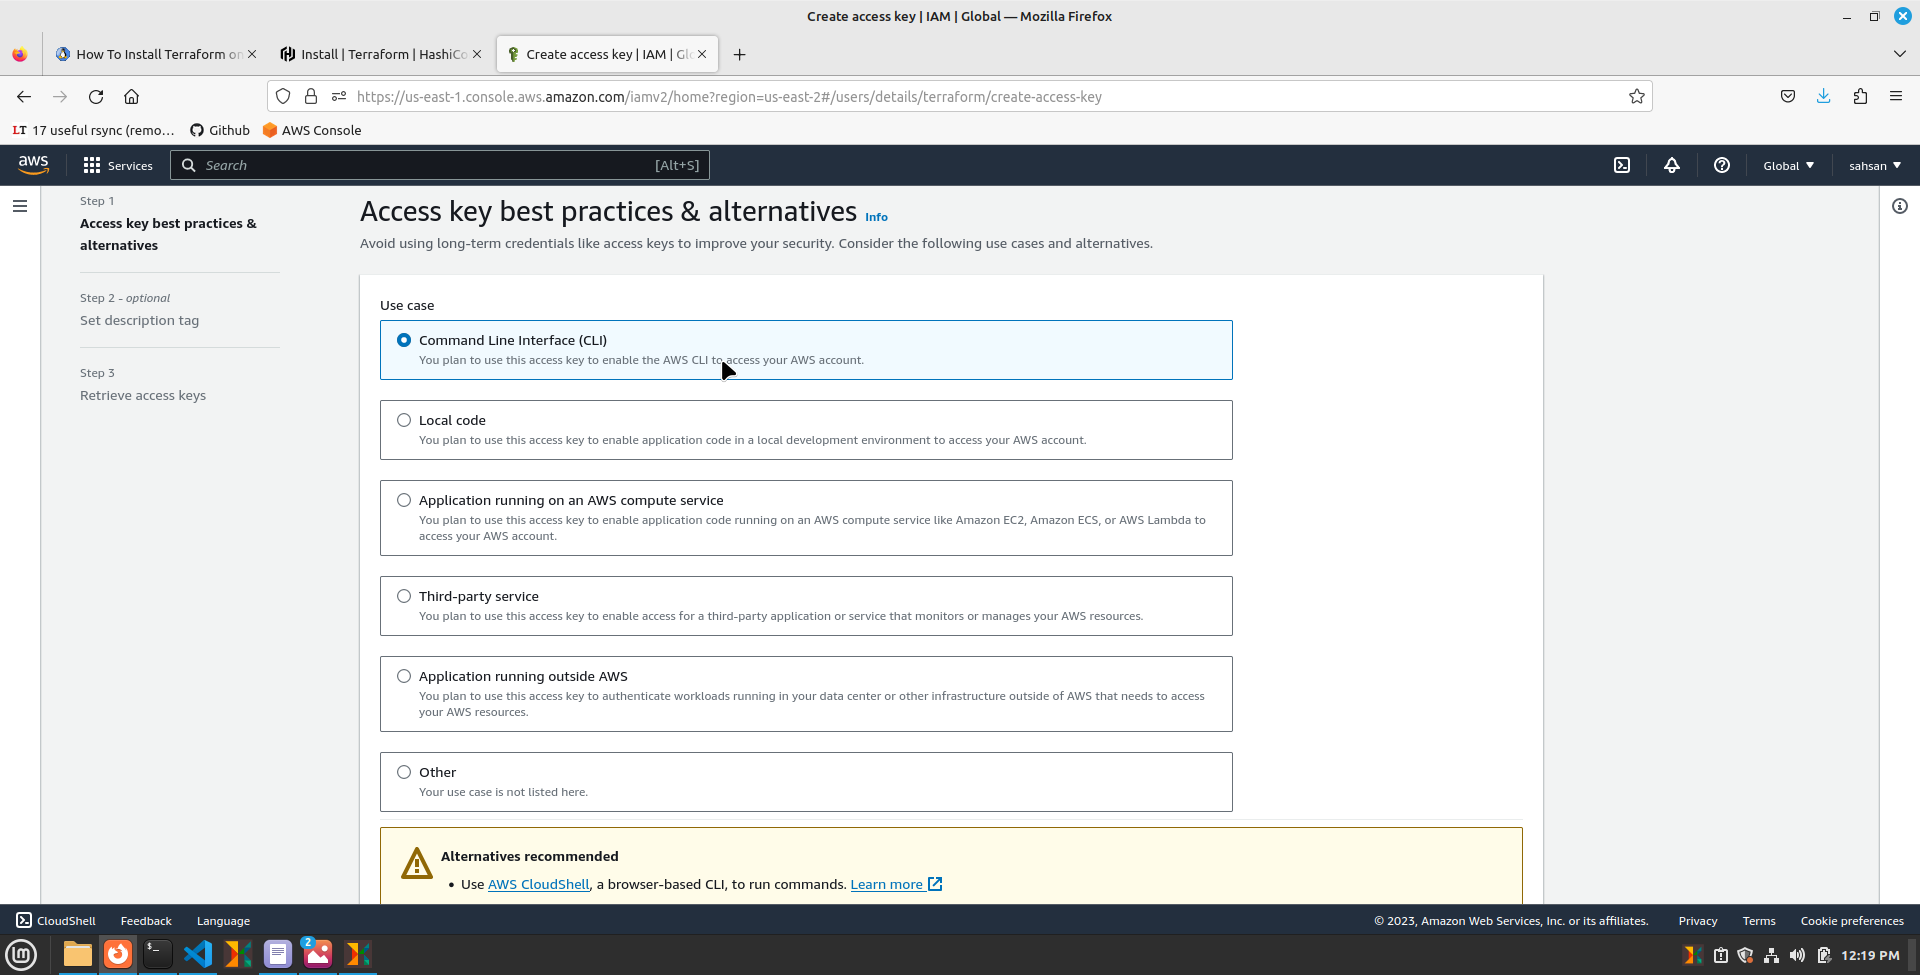 Create access key | IAM | Global — Mozilla Firefox
How To Install Terraform on
Install | Terraform | HashiCo
Create access key | IAM | Glo
https://us-east-1.console.aws.amazon.com/iamv2/home?region=us-east-2#/users/details/terraform/create-access-key
LT 17 useful rsync (remo…
Github
AWS Console
aws
Services
Search
[Alt+S]
Global
sahsan
Step 1
Access key best practices &
alternatives
Step 2 - optional
Set description tag
Step 3
Retrieve access keys
Access key best practices & alternatives Info
Avoid using long-term credentials like access keys to improve your security. Consider the following use cases and alternatives.
Use case
Command Line Interface (CLI)
You plan to use this access key to enable the AWS CLI to access your AWS account.
Local code
You plan to use this access key to enable application code in a local development environment to access your AWS account.
Application running on an AWS compute service
You plan to use this access key to enable application code running on an AWS compute service like Amazon EC2, Amazon ECS, or AWS Lambda to
access your AWS account.
Third-party service
You plan to use this access key to enable access for a third-party application or service that monitors or manages your AWS resources.
Application running outside AWS
You plan to use this access key to authenticate workloads running in your data center or other infrastructure outside of AWS that needs to access
your AWS resources.
Other
Your use case is not listed here.
Alternatives recommended
• Use AWS CloudShell, a browser-based CLI, to run commands. Learn more
CloudShell
Feedback
Language
© 2023, Amazon Web Services, Inc. or its affiliates.
Privacy
Terms
Cookie preferences
2
12:19 PM